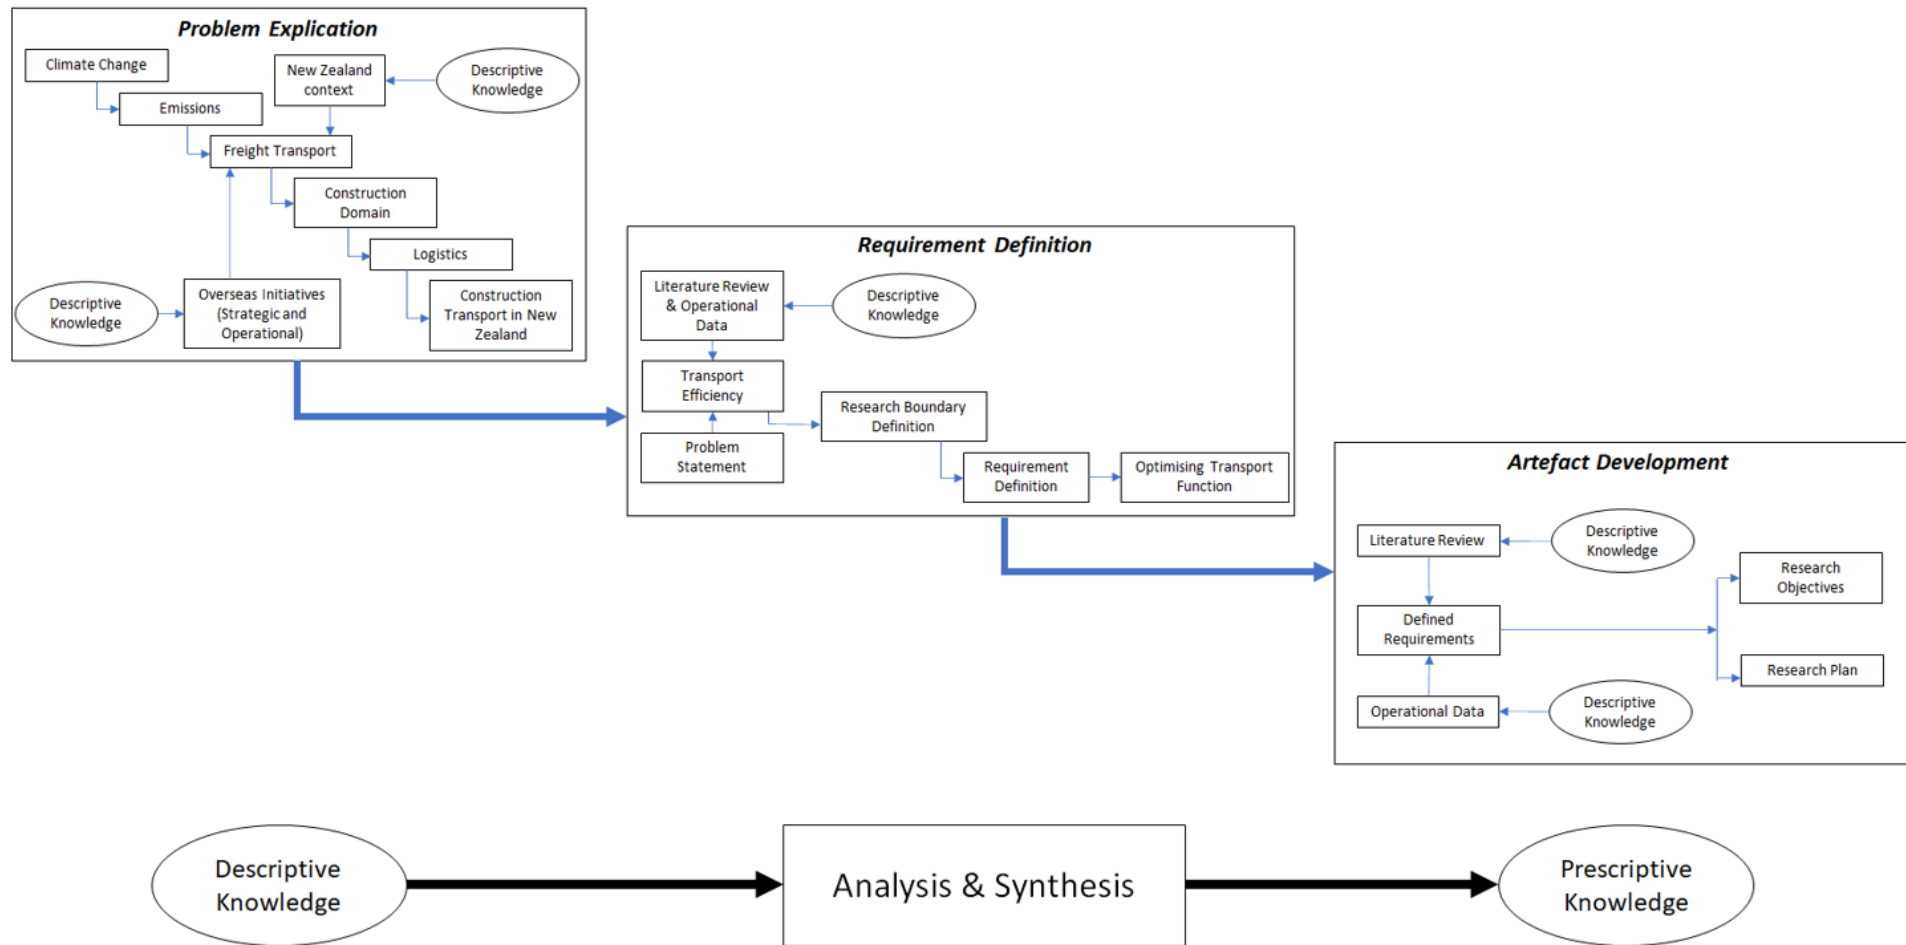 Problem Explication
Climate Change
New Zealand
context
Descriptive
Knowledge
Emissions
Freight Transport
Construction
Domain
Logistics
Descriptive
Knowledge
Overseas Initiatives
(Strategic and
Operational)
Construction
Transport in New
Zealand
Requirement Definition
Literature Review
& Operational
Data
Descriptive
Knowledge
Transport
Efficiency
Problem
Statement
Research Boundary
Definition
Requirement
Definition
Optimising Transport
Function
Artefact Development
Literature Review
Descriptive
Knowledge
Defined
Requirements
Research
Objectives
Research Plan
Operational Data
Descriptive
Knowledge
Descriptive
Knowledge
Analysis & Synthesis
Prescriptive
Knowledge